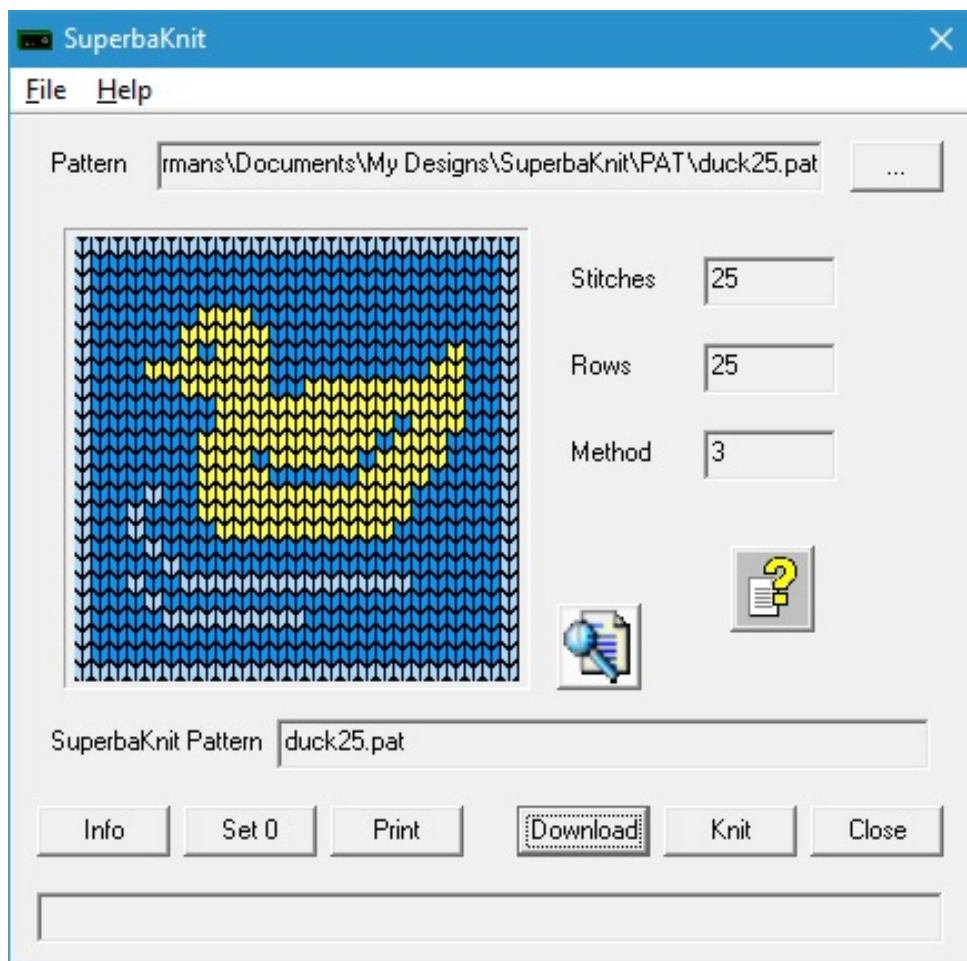 SuperbaKnit
File Help
Pattern rmans\Documents\My Designs\SuperbaKnit\PAT\duck25.pat ...
Stitches 25
Rows 25
Method 3
SuperbaKnit Pattern duck25.pat
Info Set 0 Print Download Knit Close